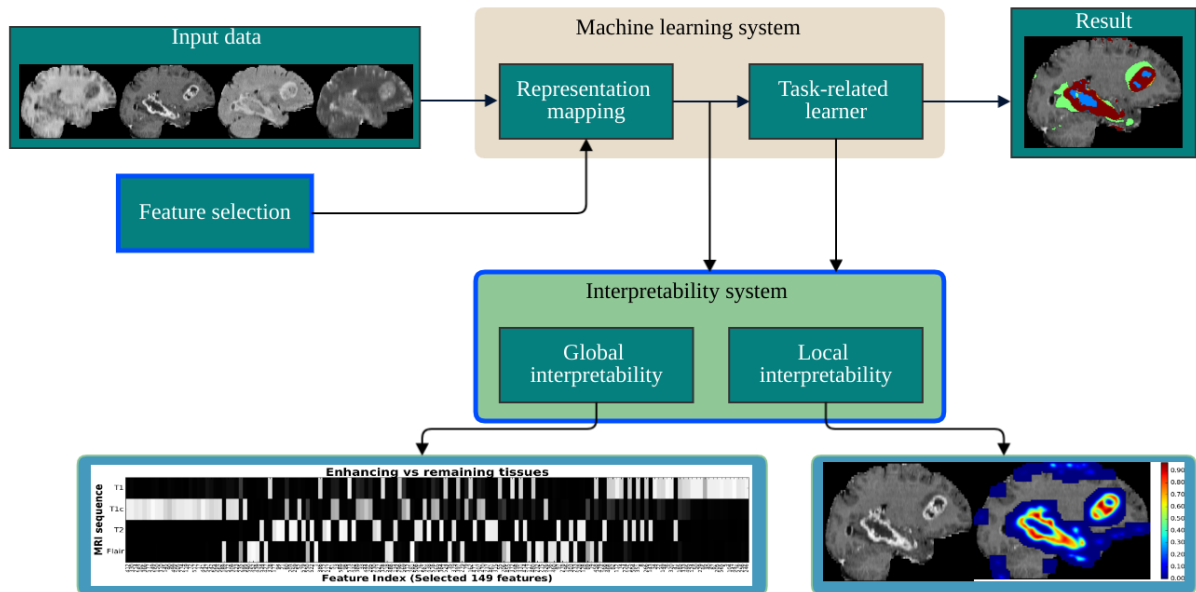 Input data
Machine learning system
Result
Representation
mapping
Task-related
learner
Feature selection
Interpretability system
Global
interpretability
Local
interpretability
Enhancing vs remaining tissues
MRI sequence
T1
T1c
T2
Flair
Feature Index (Selected 149 features)
0.90
0.80
0.70
0.60
0.50
0.40
0.30
0.20
0.10
0.00